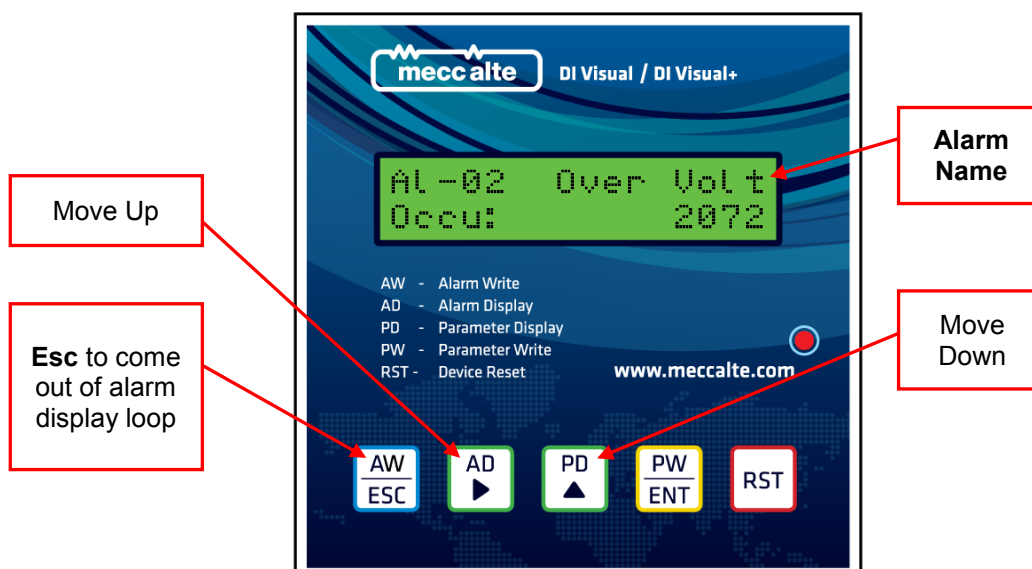 mecc alte DI Visual / DI Visual+
AL-02 Over Volt
Occu: 2072
Alarm
Name
Move Up
AW - Alarm Write
AD - Alarm Display
PD - Parameter Display
PW - Parameter Write
RST - Device Reset
www.meccalte.com
Esc to come
out of alarm
display loop
Move
Down
AW
ESC
AD
PD
PW
ENT
RST